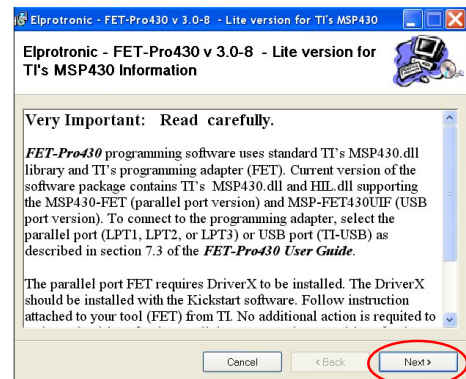 Elprotronic - FET-Pro430 v 3.0-8 - Lite version for TI's MSP430
Elprotronic - FET-Pro430 v 3.0-8 - Lite version for
TI's MSP430 Information
Very Important: Read carefully.
FET-Pro430 programming software uses standard TI's MSP430.dll
library and TI's programming adapter (FET). Current version of the
software package contains TI's MSP430.dll and HIL.dll supporting
the MSP430-FET (parallel port version) and MSP-FET430UIF (USB
port version). To connect to the programming adapter, select the
parallel port (LPT1, LPT2, or LPT3) or USB port (TI-USB) as
described in section 7.3 of the FET-Pro430 User Guide.
The parallel port FET requires DriverX to be installed. The DriverX
should be installed with the Kickstart software. Follow instruction
attached to your tool (FET) from TI. No additional action is requited to
Cancel
< Back
Next >